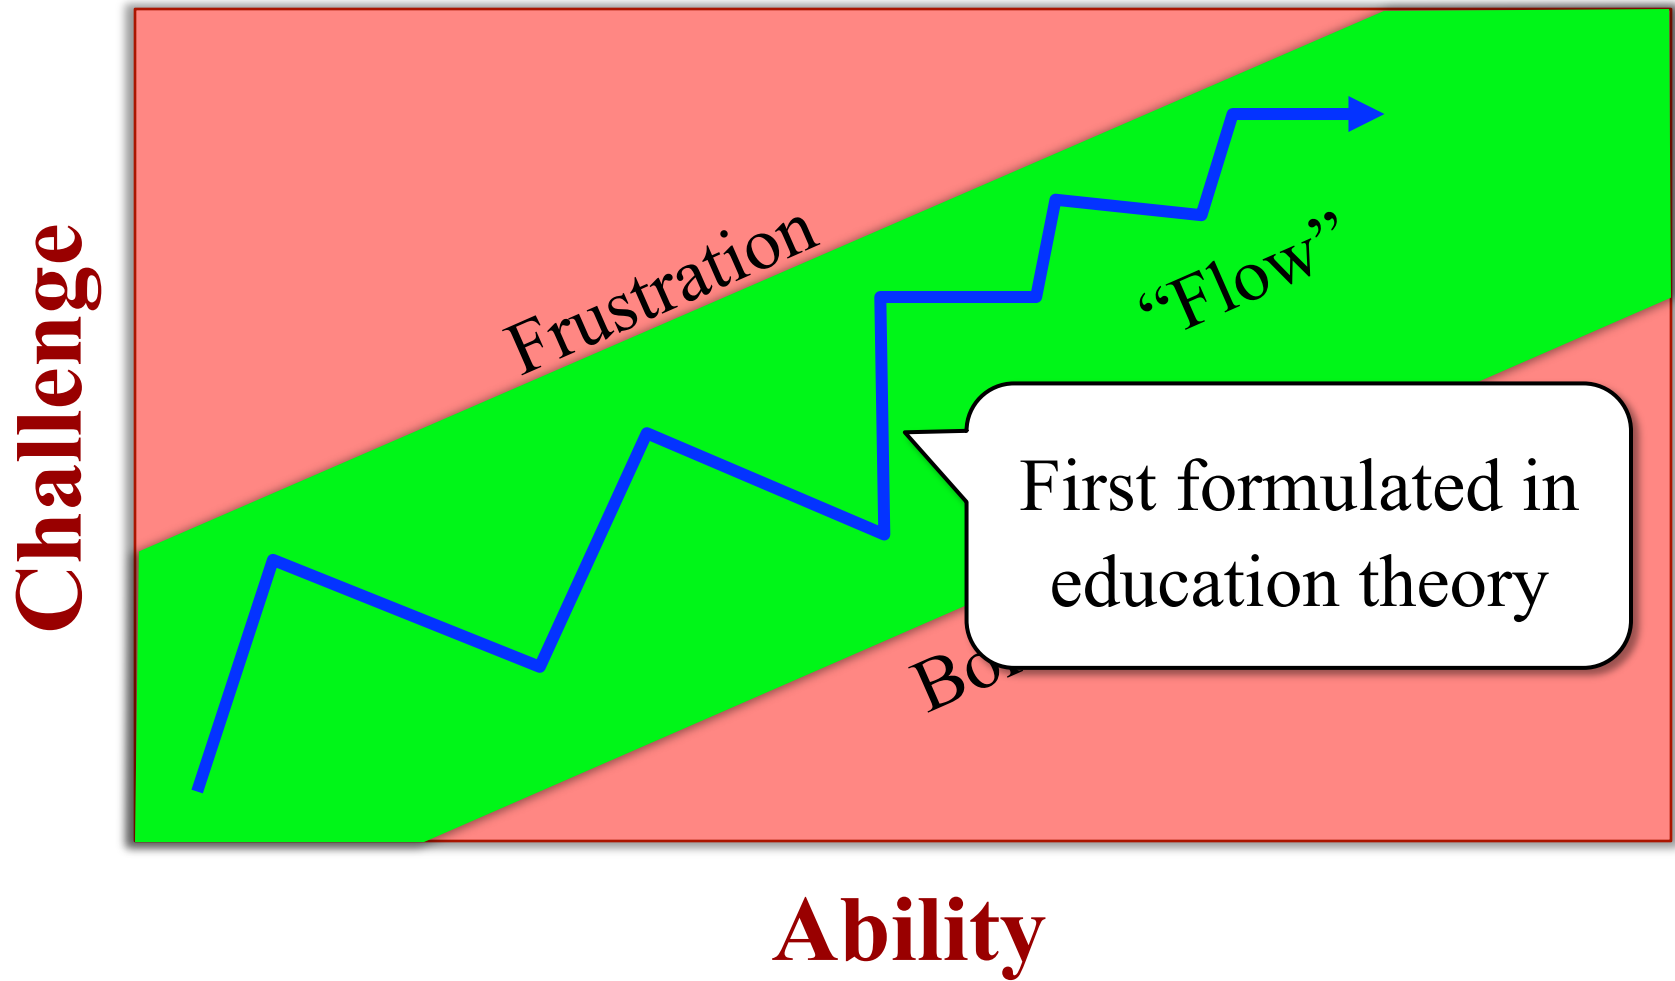 Challenge
Frustration
“Flow”
First formulated in
education theory
Ability